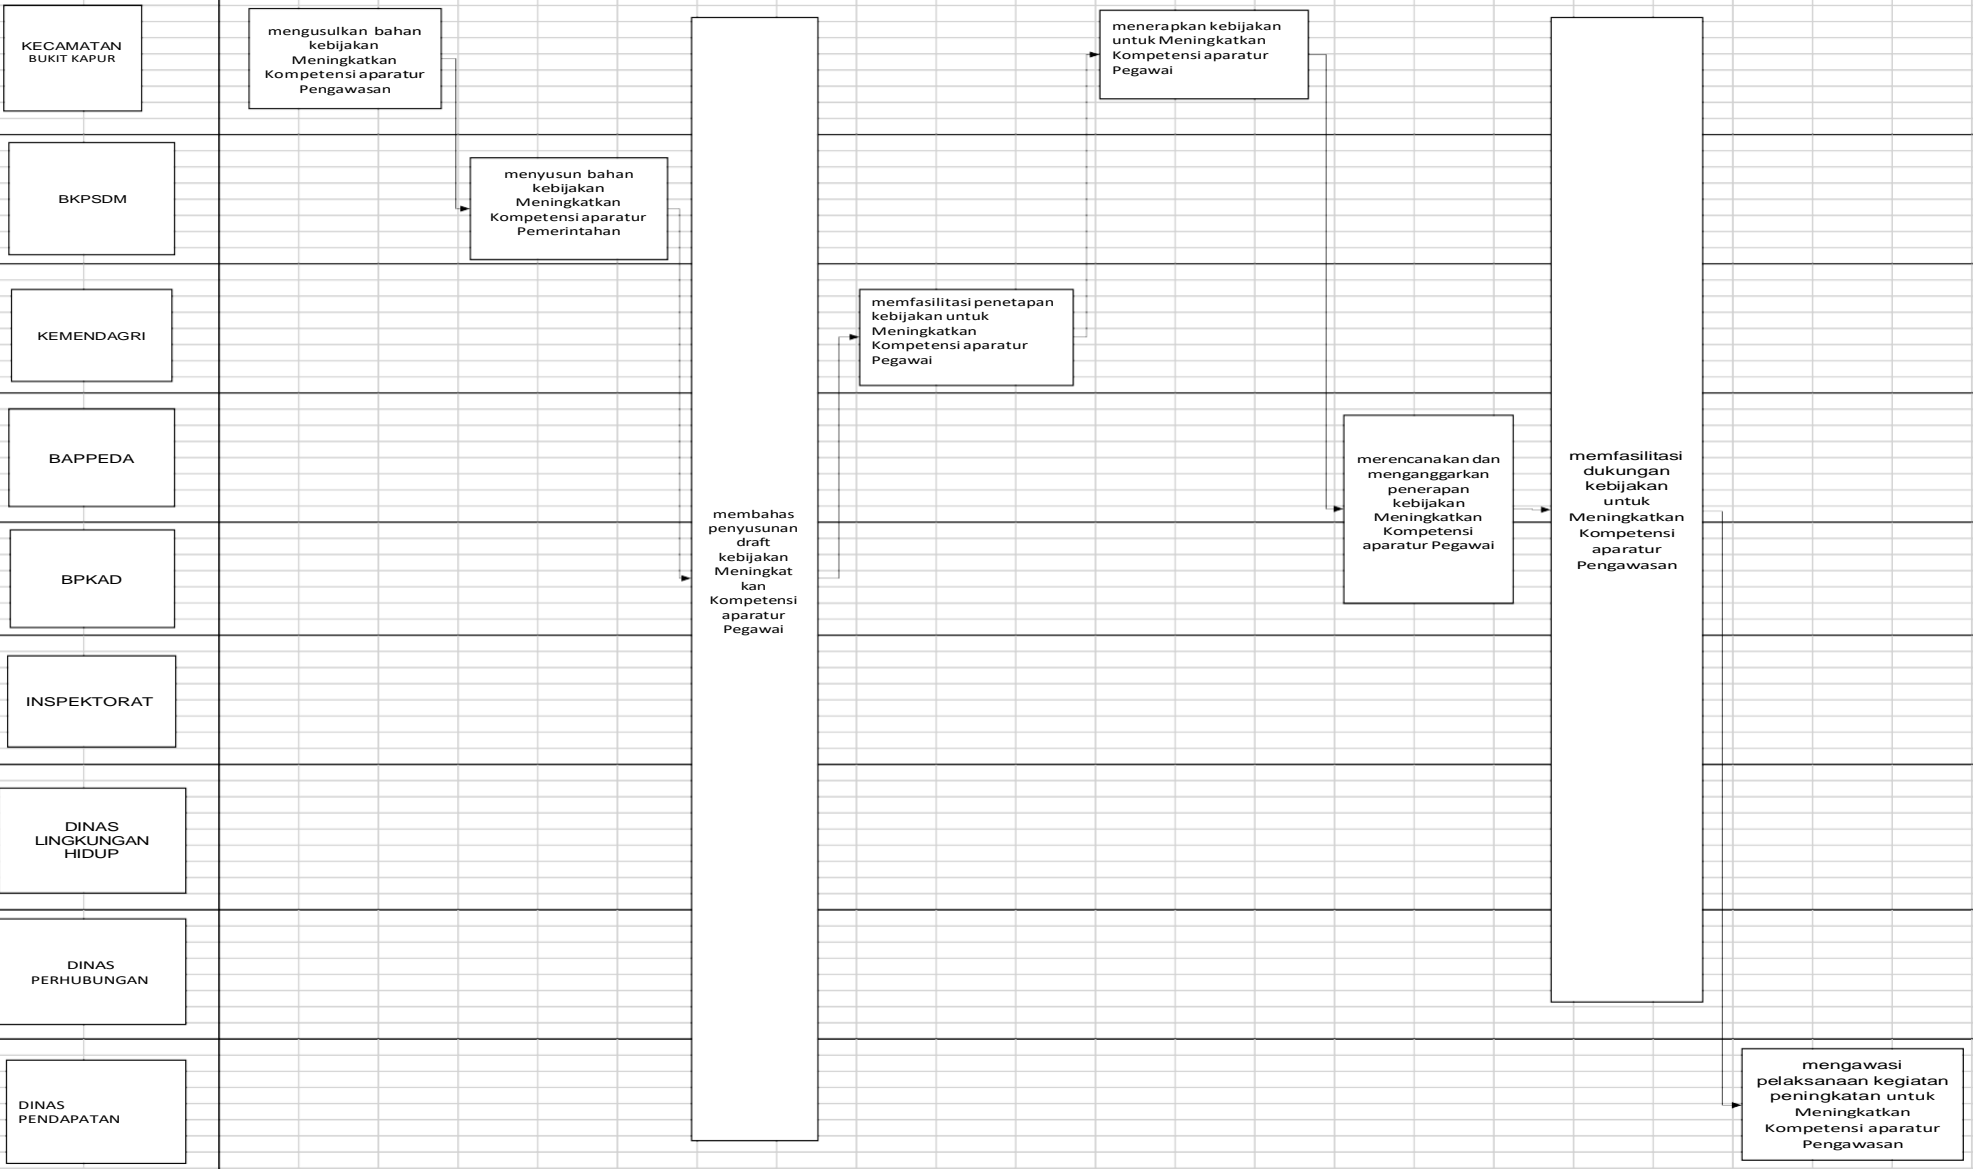 KECAMATAN
BUKIT KAPUR
mengusulkan bahan
kebijakan
Meningkatkan
Kompetensi aparatur
Pengawasan
menerapkan kebijakan
untuk Meningkatkan
Kompetensi aparatur
Pegawai
BKPSDM
menyusun bahan
kebijakan
Meningkatkan
Kompetensi aparatur
Pemerintahan
KEMENDAGRI
memfasilitasi penetapan
kebijakan untuk
Meningkatkan
Kompetensi aparatur
Pegawai
BAPPEDA
merencanakan dan
menganggarkan
penerapan
kebijakan
Meningkatkan
Kompetensi
aparatur Pegawai
memfasilitasi
dukungan
kebijakan
untuk
Meningkatkan
Kompetensi
aparatur
Pengawasan
BPKAD
membahas
penyusunan
draft
kebijakan
Meningkat
kan
Kompetensi
aparatur
Pegawai
INSPEKTORAT
DINAS
LINGKUNGAN
HIDUP
DINAS
PERHUBUNGAN
DINAS
PENDAPATAN
mengawasi
pelaksanaan kegiatan
peningkatan untuk
Meningkatkan
Kompetensi aparatur
Pengawasan